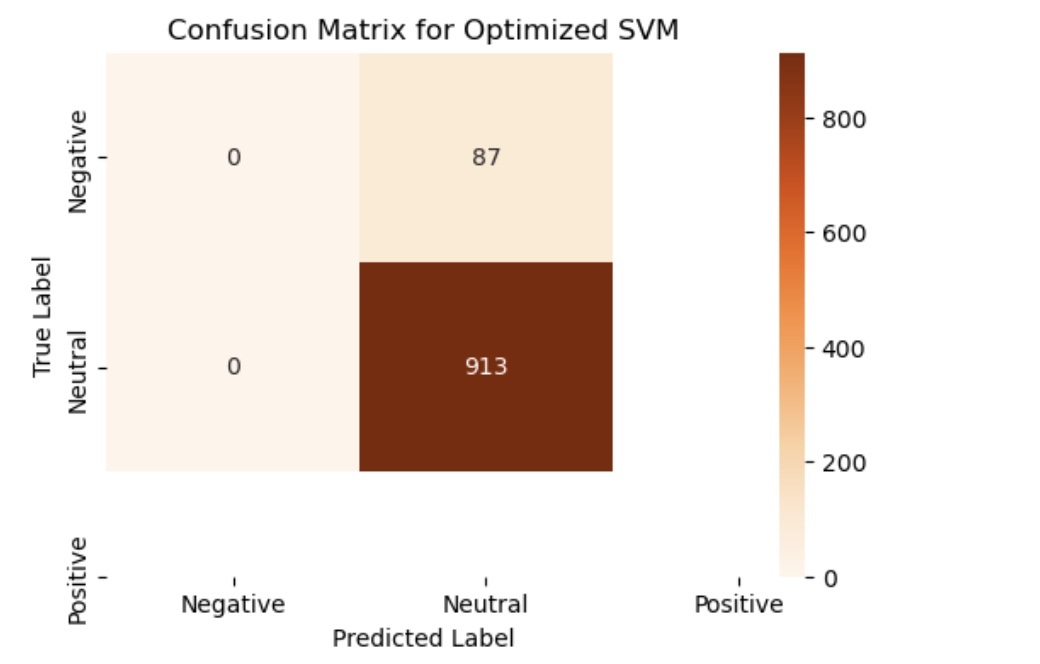 Confusion Matrix for Optimized SVM
True Label
Negative
0
87
Neutral
0
913
Positive
Negative
Neutral
Positive
Predicted Label
800
600
400
200
0